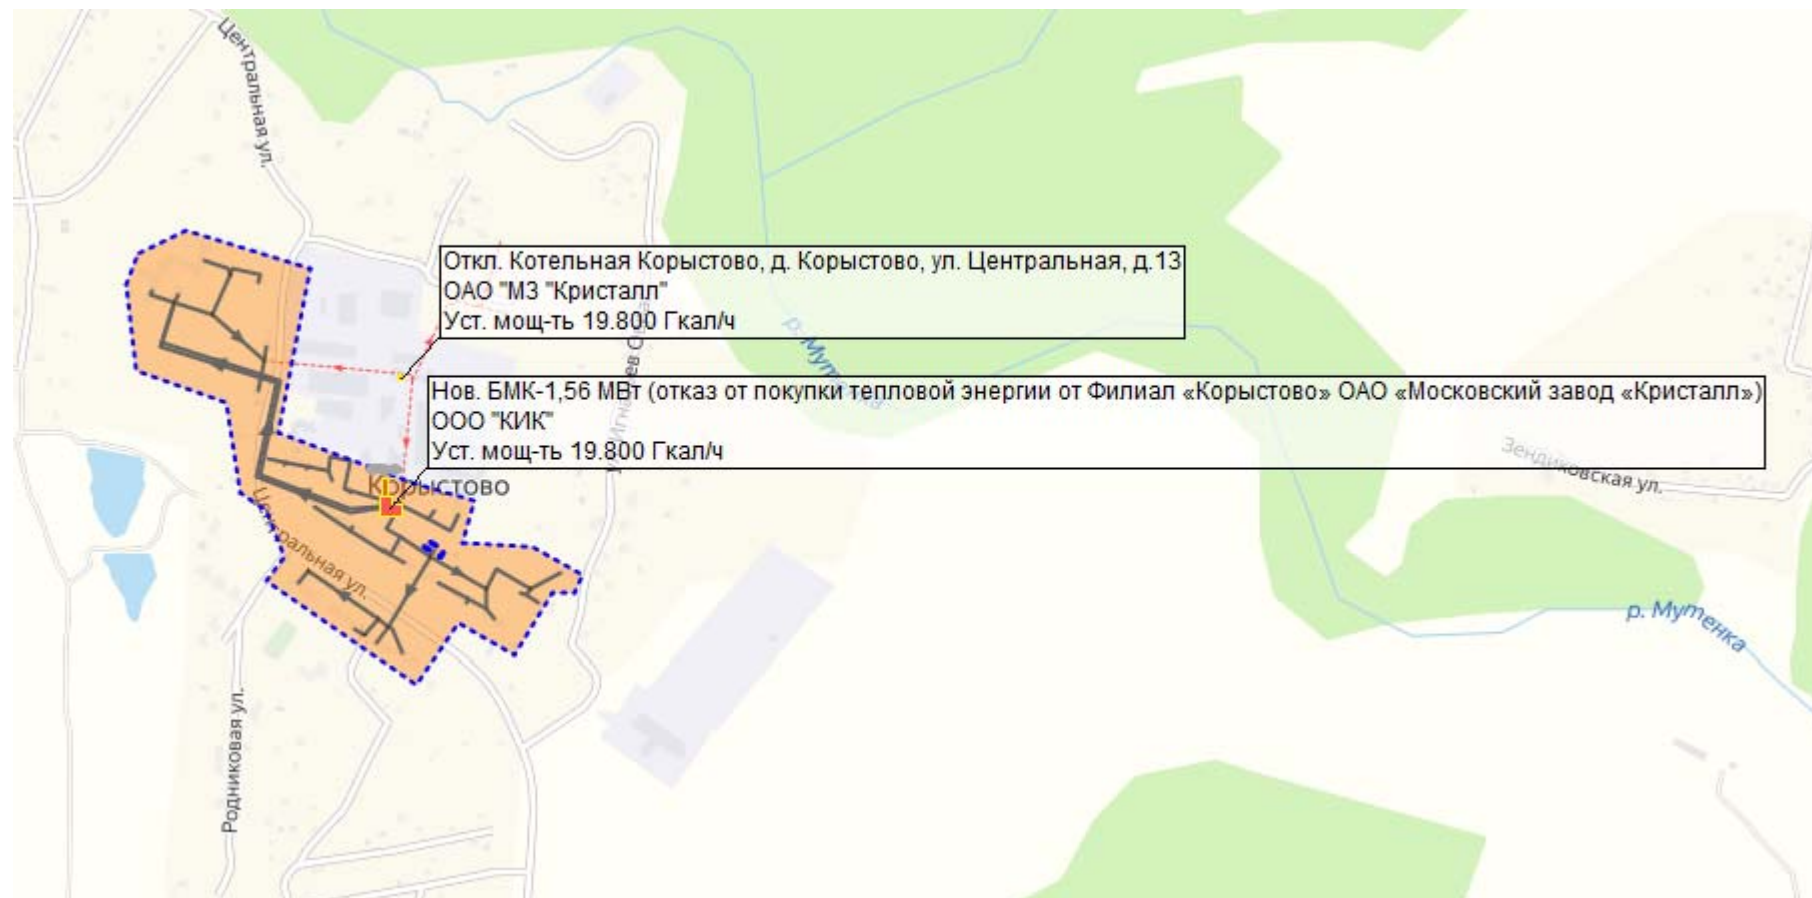 Центральная ул.
Откл. Котельная Корыстово, д. Корыстово, ул. Центральная, д.13
ОАО "МЗ "Кристалл"
Уст. мощ-ть 19.800 Гкал/ч
р. Мутенка
Нов. БМК-1,56 МВт (отказ от покупки тепловой энергии от Филиал «Корыстово» ОАО «Московский завод «Кристалл»)
ООО "КИК"
Уст. мощ-ть 19.800 Гкал/ч
Зендиковская ул.
Корыстово
Центральная ул.
р. Мутенка
Родниковая ул.